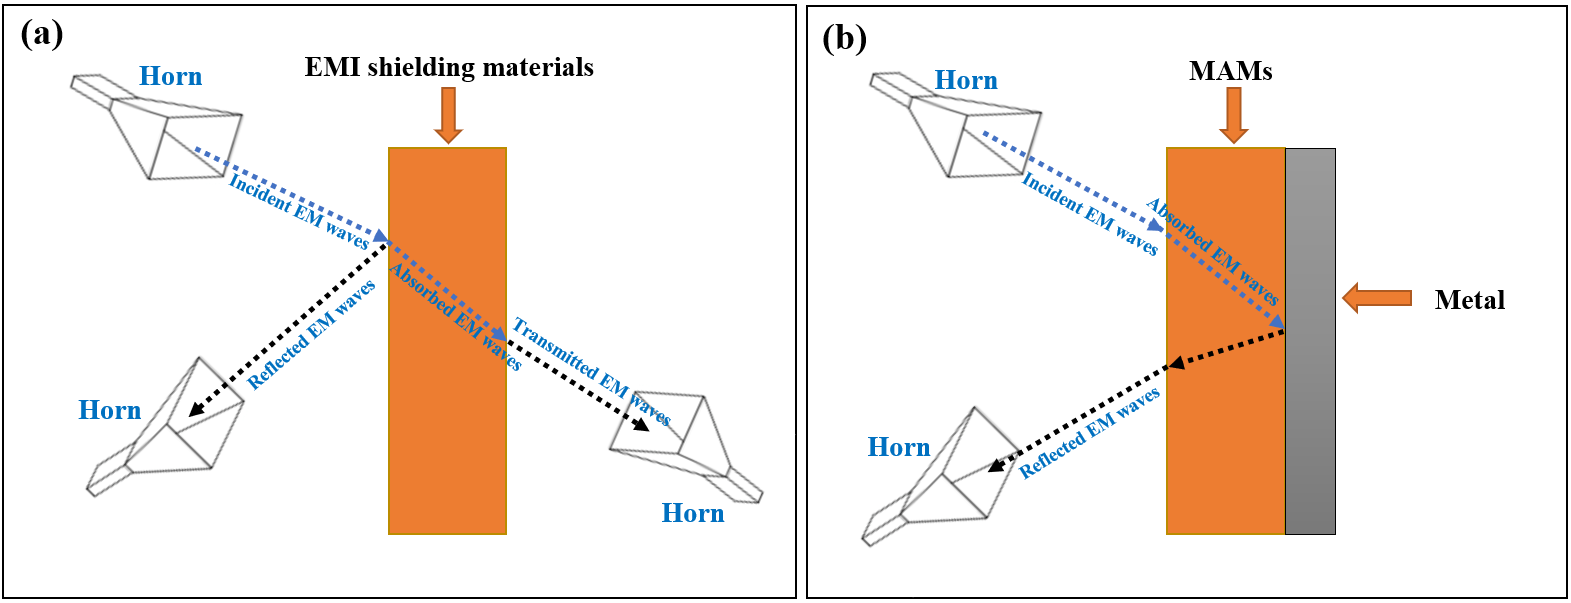 (a)
Horn
EMI shielding materials
Incident EM waves
Absorbed EM waves
Reflected EM waves
Transmitted EM waves
Horn
Horn
(b)
Horn
MAMs
Incident EM waves
Absorbed EM waves
Metal
Reflected EM waves
Horn